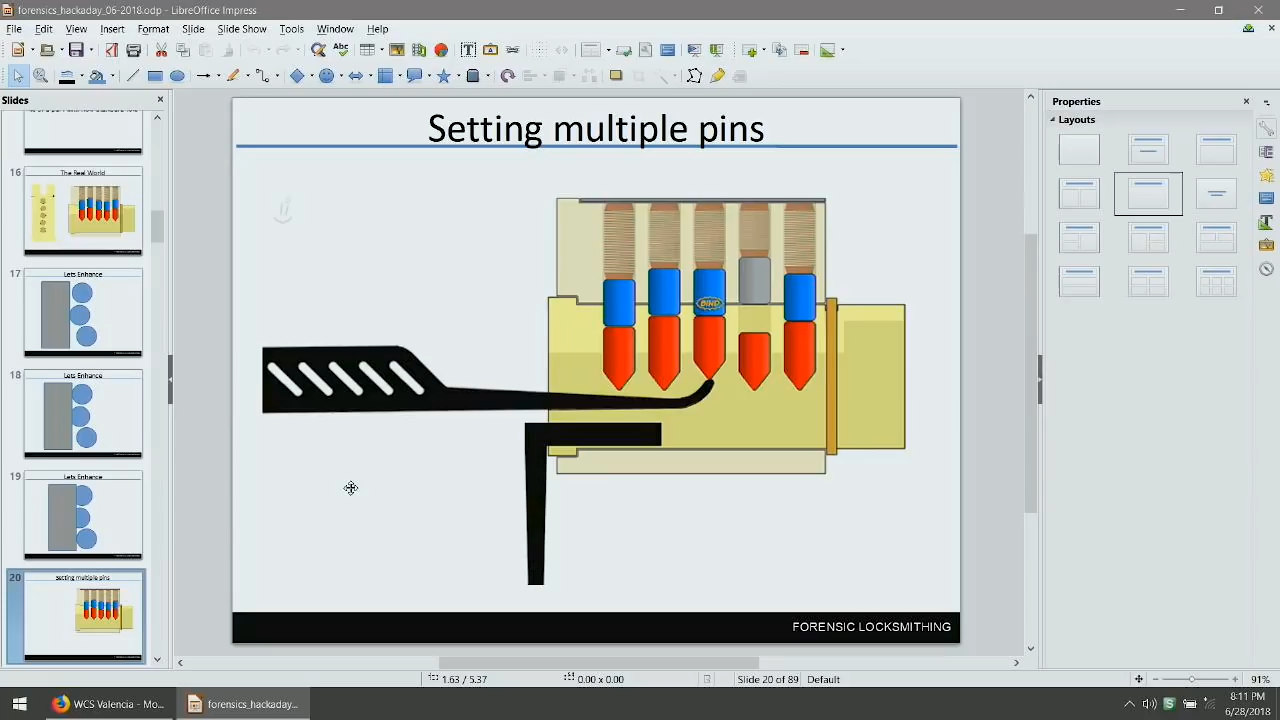 forensics_hackaday_06-2018.odp - LibreOffice Impress
File Edit View Insert Format Slide Slide Show Tools Window Help
Slides
Properties
Layouts
16
The Real World
17
Lets Enhance
18
Lets Enhance
19
Lets Enhance
20
Setting multiple pins
Setting multiple pins
BIND
FORENSIC LOCKSMITHING
1.63 / 5.37
0.00 x 0.00
Slide 20 of 89
Default
91%
WCS Valencia - Mo...
forensics_hackaday...
8:11 PM
6/28/2018